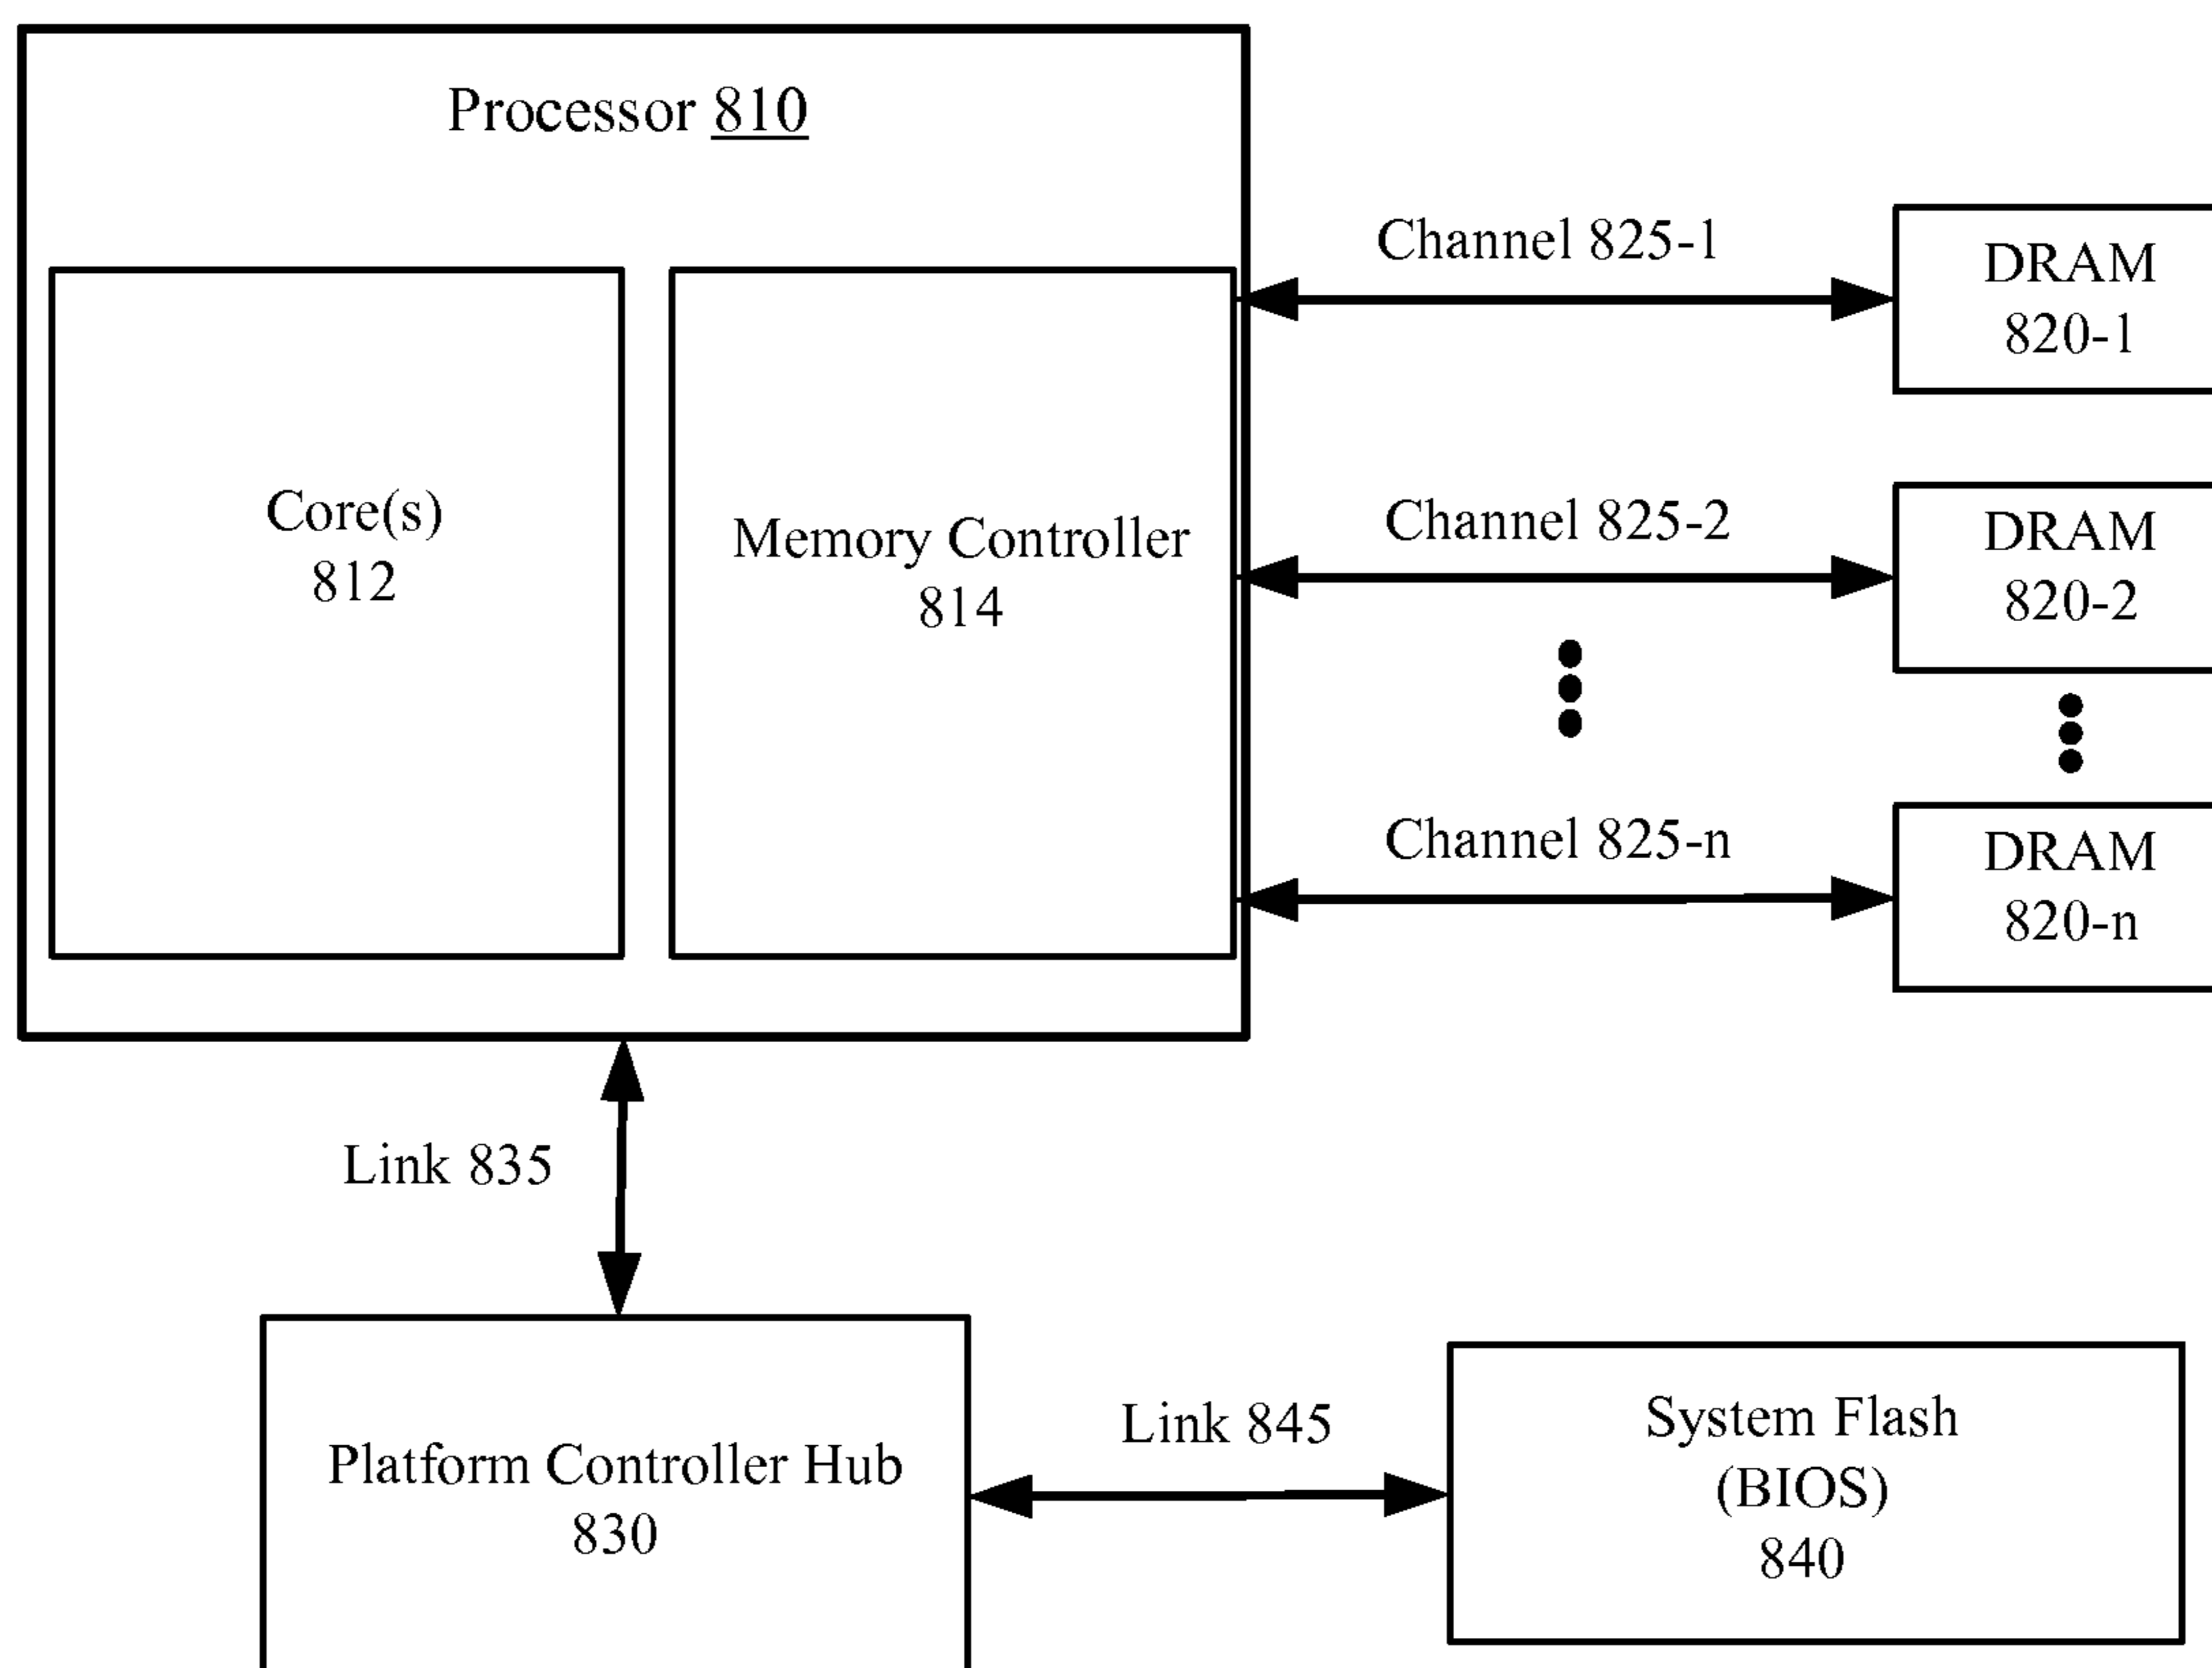 Processor 810
Channel 825-1
DRAM
820-1
Core(s)
812
Memory Controller
814
Channel 825-2
DRAM
820-2
Channel 825-n
DRAM
820-n
Link 835
Platform Controller Hub
830
Link 845
System Flash
(BIOS)
840